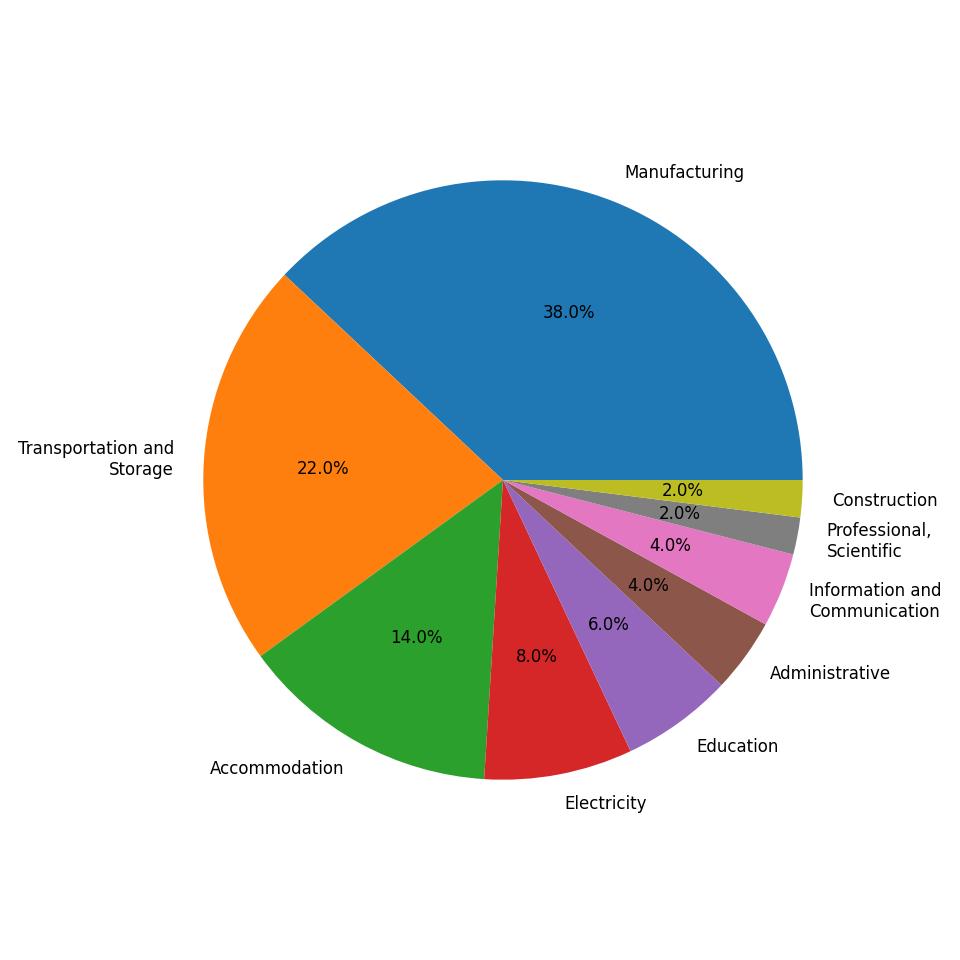 Manufacturing
38.0%
Transportation and
Storage
22.0%
2.0%
Construction
2.0%
Professional,
Scientific
4.0%
Information and
Communication
4.0%
Administrative
6.0%
Education
14.0%
Accommodation
8.0%
Electricity